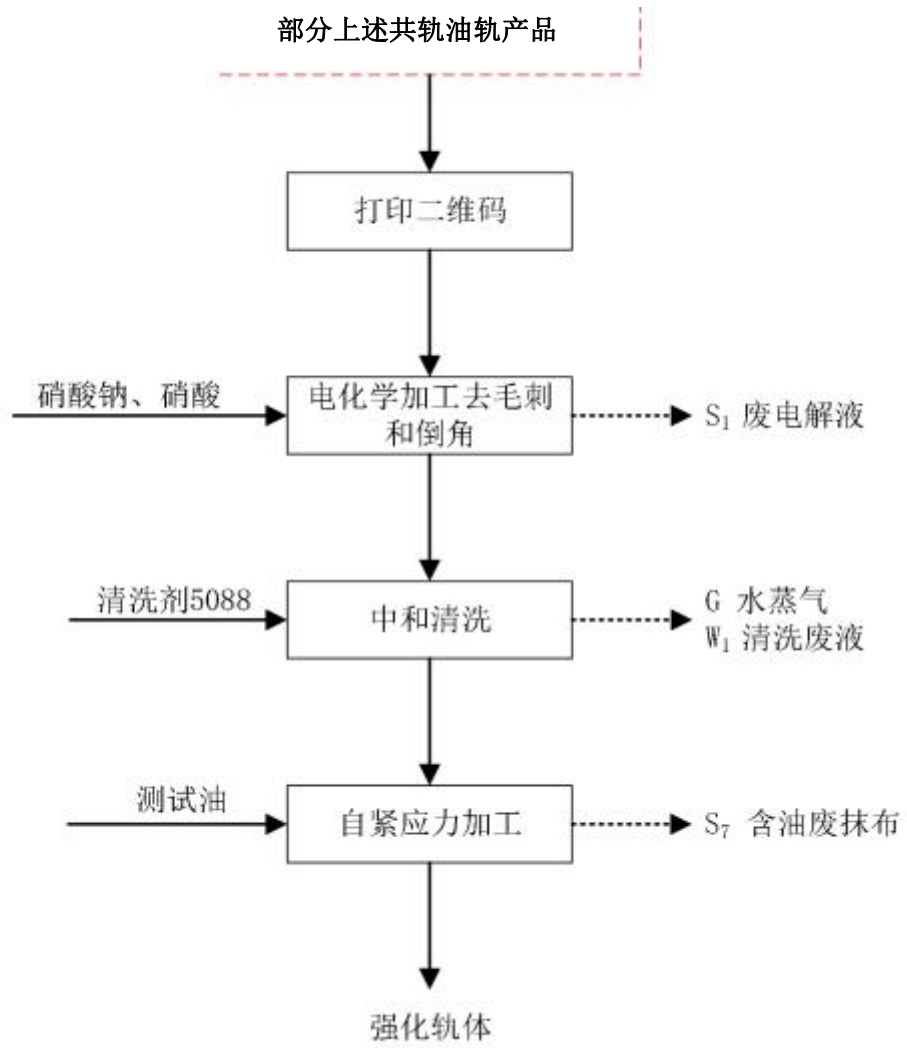 部分上述共轨油轨产品
打印二维码
硝酸钠、硝酸
电化学加工去毛刺
和倒角
S₁ 废电解液
清洗剂5088
中和清洗
G 水蒸气
W₁ 清洗废液
测试油
自紧应力加工
S₇ 含油废抹布
强化轨体